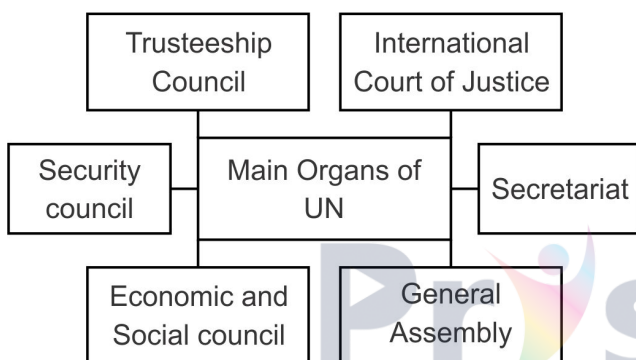 Trusteeship
Council
International
Court of Justice
Security
council
Main Organs of
UN
Secretariat
Economic and
Social council
General
Assembly